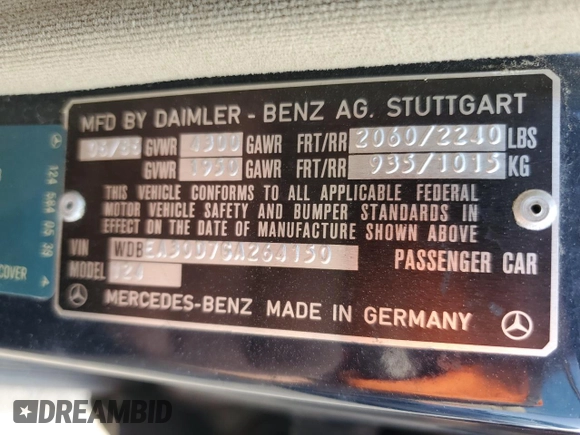 MFD BY DAIMLER - BENZ AG. STUTTGART
GVWR 4300 GAWR FRT/RR 2060/2240 LBS
GVWR 1950 GAWR FRT/RR 935/1015 KG
THIS VEHICLE CONFORMS TO ALL APPLICABLE FEDERAL
MOTOR VEHICLE SAFETY AND BUMPER STANDARDS IN
EFFECT ON THE DATE OF MANUFACTURE SHOWN ABOVE
VIN WDBEA30D7GA264150 PASSENGER CAR
MODEL 124
MERCEDES-BENZ MADE IN GERMANY
COVER
DREAMBID